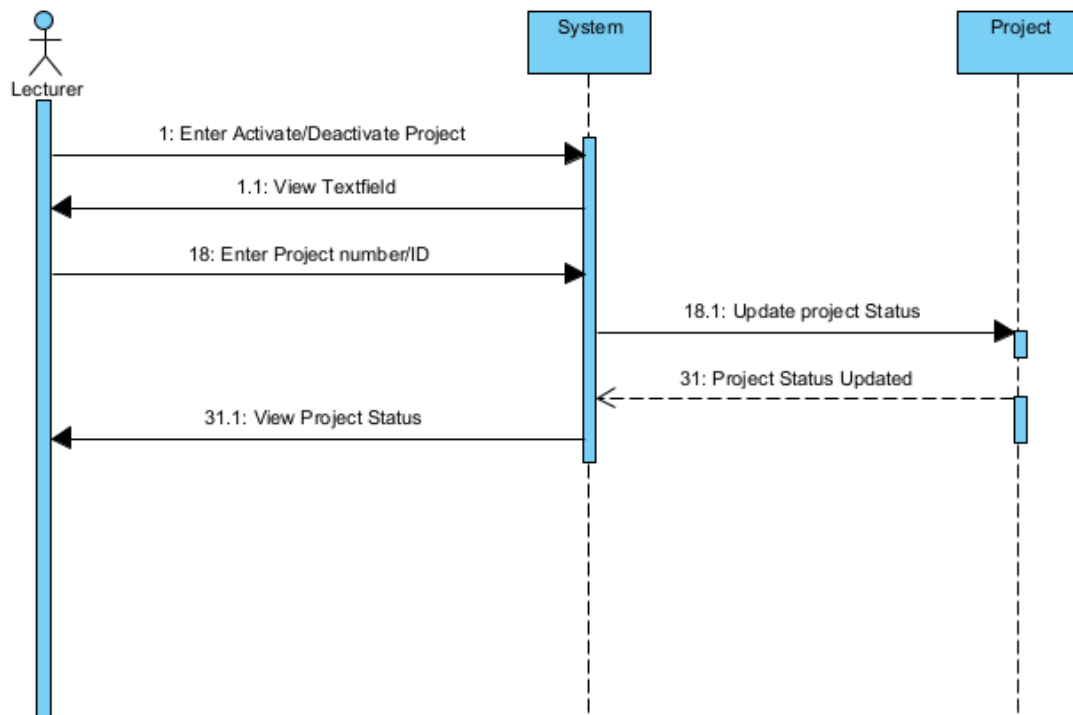 System
Project
Lecturer
1: Enter Activate/Deactivate Project
1.1: View Textfield
18: Enter Project number/ID
18.1: Update project Status
31: Project Status Updated
31.1: View Project Status